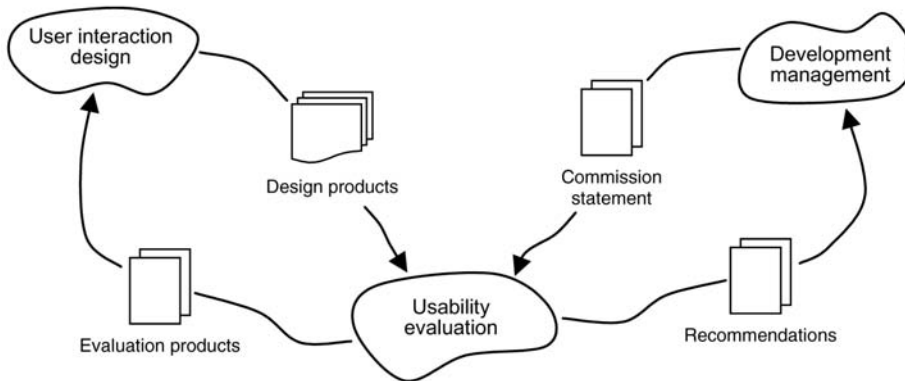 User interaction
design
Development
management
Design products
Commission
statement
Usability
evaluation
Evaluation products
Recommendations